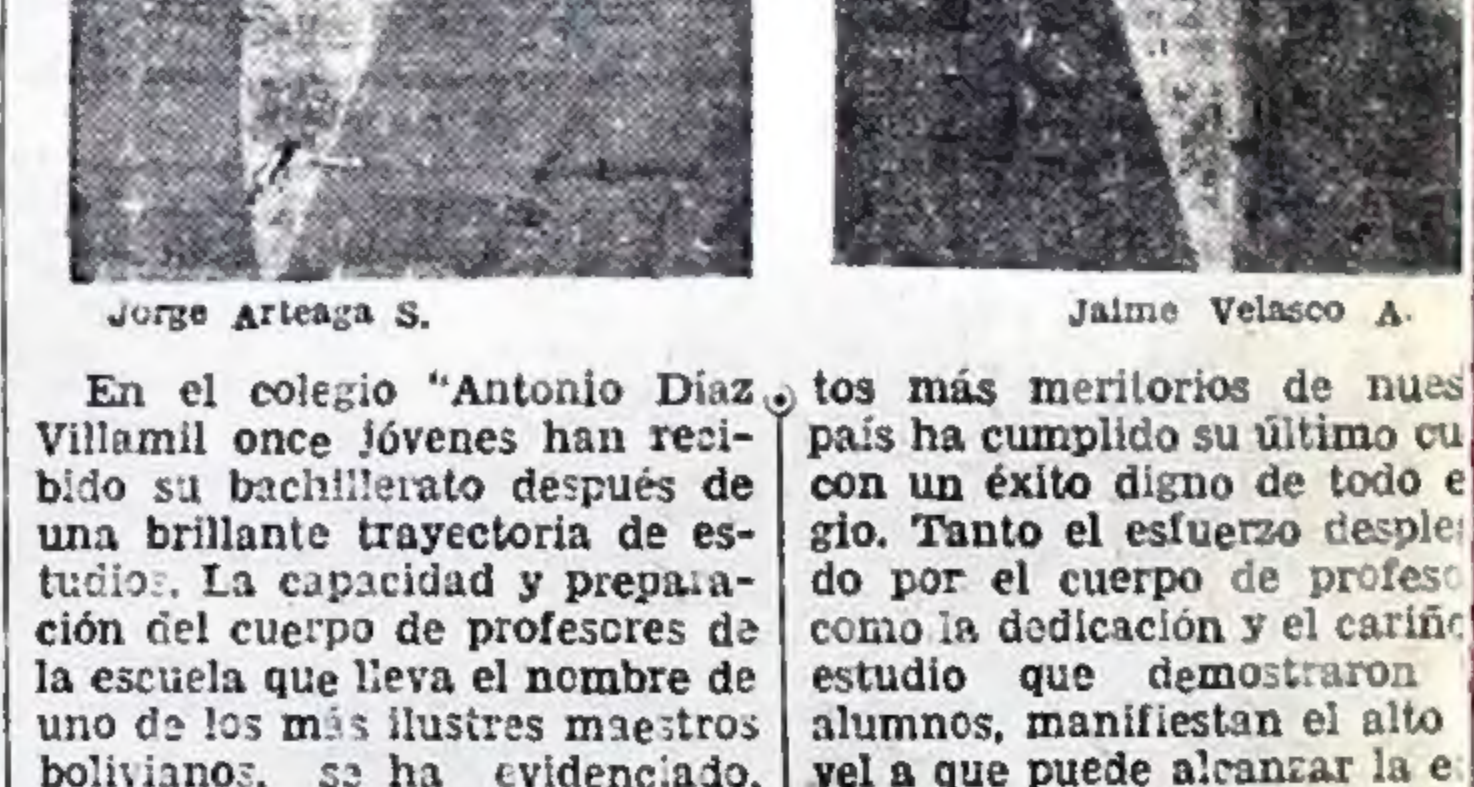 Jorge Arteaga S.
Jaime Velasco A.
En el colegio "Antonio Díaz
Villamil once jóvenes han reci-
bido su bachillerato después de
una brillante trayectoria de es-
tudios. La capacidad y prepara-
ción del cuerpo de profesores de
la escuela que lleva el nombre de
uno de los más ilustres maestros
bolivianos, se ha evidenciado,
tos más meritorios de nues
país ha cumplido su último cu
con un éxito digno de todo e
gio. Tanto el esfuerzo desple
do por el cuerpo de profeso
como la dedicación y el cariño
estudio que demostraron
alumnos, manifiestan el alto
vel a que puede alcanzar la e